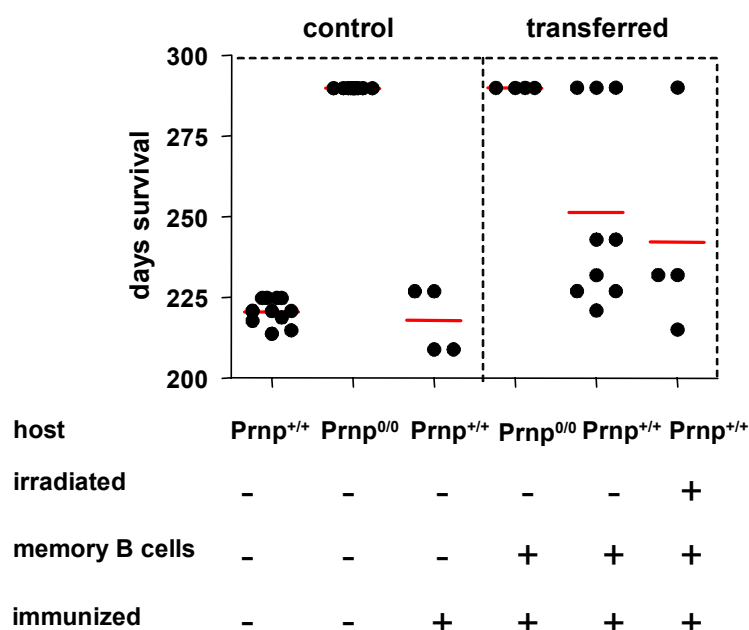 control transferred
300
275
250
225
200
days survival
host Prnp+/+ Prnp0/0 Prnp+/+ Prnp0/0 Prnp+/+ Prnp+/+
irradiated - - - - - +
memory B cells - - - + + +
immunized - - + + + +